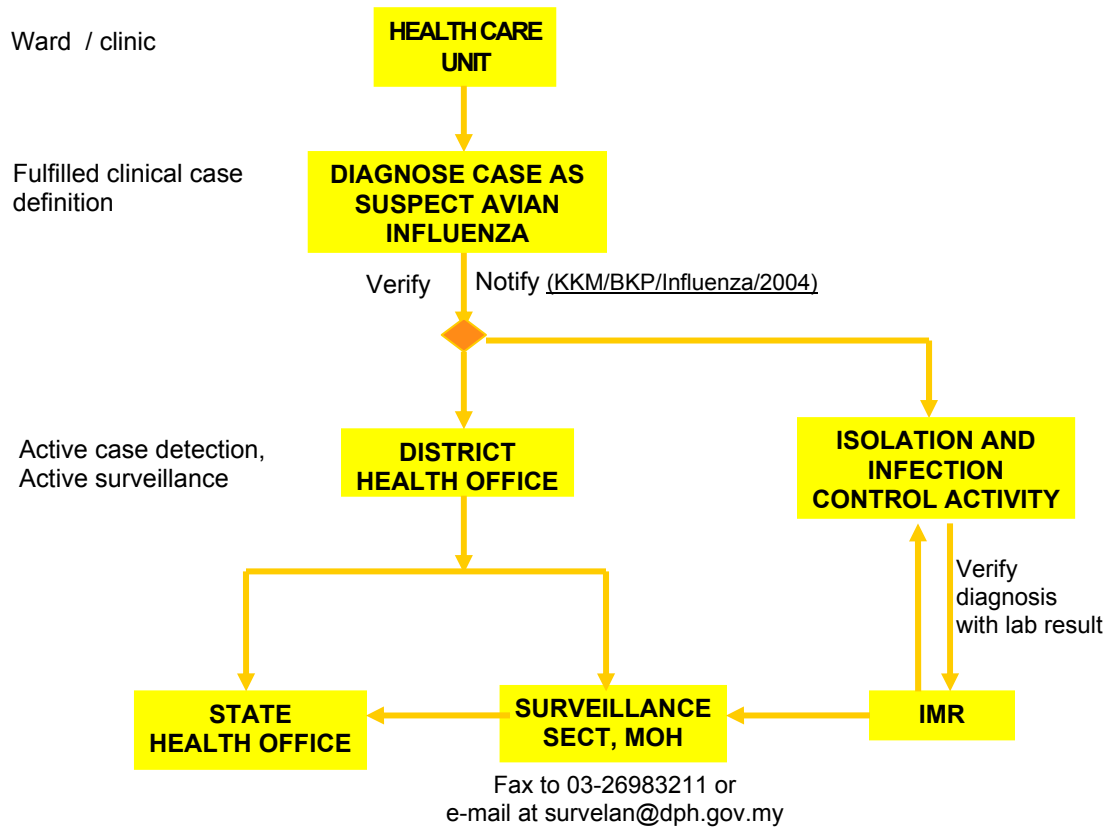 Ward / clinic
HEALTH CARE
UNIT
Fulfilled clinical case
definition
DIAGNOSE CASE AS
SUSPECT AVIAN
INFLUENZA
Verify
Notify (KKM/BKP/Influenza/2004)
Active case detection,
Active surveillance
DISTRICT
HEALTH OFFICE
ISOLATION AND
INFECTION
CONTROL ACTIVITY
Verify
diagnosis
with lab result
STATE
HEALTH OFFICE
SURVEILLANCE
SECT, MOH
IMR
Fax to 03-26983211 or
e-mail at survelan@dph.gov.my